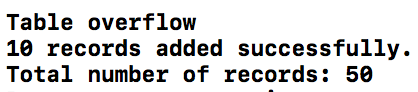 Table overflow
10 records added successfully.
Total number of records: 50